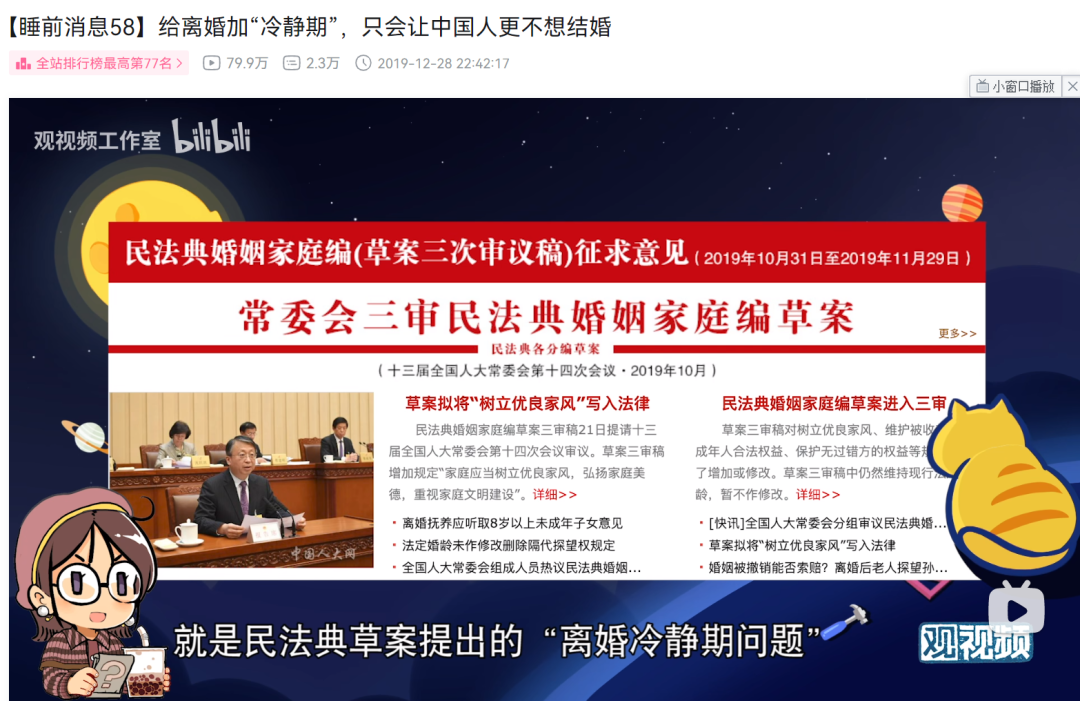 【睡前消息58】给离婚加“冷静期”，只会让中国人更不想结婚
全站排行榜最高第77名 > 79.9万 2.3万 2019-12-28 22:42:17
小窗口播放 ×
观视频工作室 bilibili
民法典婚姻家庭编(草案三次审议稿)征求意见（2019年10月31日至2019年11月29日）
常委会三审民法典婚姻家庭编草案
更多>>
民法典各分编草案
（十三届全国人大常委会第十四次会议·2019年10月）
草案拟将“树立优良家风”写入法律
民法典婚姻家庭编草案三审稿21日提请十三
届全国人大常委会第十四次会议审议。草案三审稿
增加规定“家庭应当树立优良家风，弘扬家庭美
德，重视家庭文明建设”。详细>>
· 离婚抚养应听取8岁以上未成年子女意见
· 法定婚龄未作修改删除隔代探望权规定
· 全国人大常委会组成人员热议民法典婚姻...
民法典婚姻家庭编草案进入三审
草案三审稿对树立优良家风、维护被收
成年人合法权益、保护无过错方的权益等
了增加或修改。草案三审稿中仍然维持现行法
龄，暂不作修改。详细>>
· [快讯]全国人大常委会分组审议民法典婚...
· 草案拟将“树立优良家风”写入法律
· 婚姻被撤销能否索赔？离婚后老人探望孙...
中国人大网
就是民法典草案提出的“离婚冷静期问题”
观视频